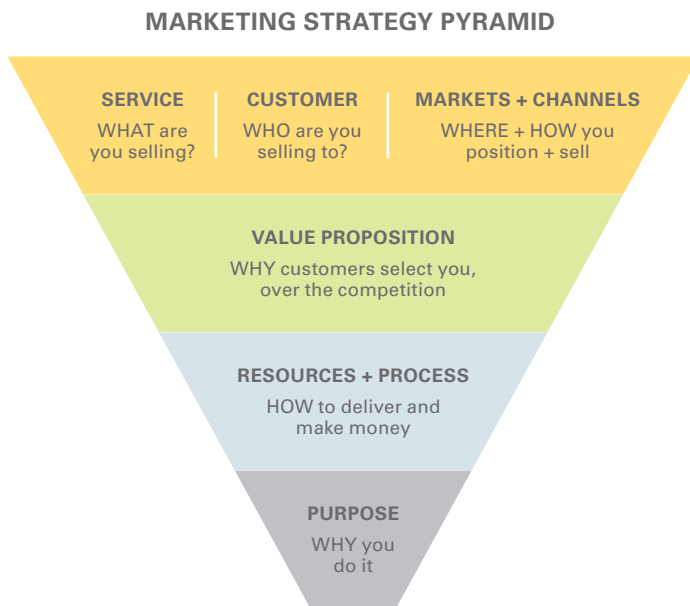 MARKETING STRATEGY PYRAMID
SERVICE
WHAT are
you selling?
CUSTOMER
WHO are you
selling to?
MARKETS + CHANNELS
WHERE + HOW you
position + sell
VALUE PROPOSITION
WHY customers select you,
over the competition
RESOURCES + PROCESS
HOW to deliver and
make money
PURPOSE
WHY you
do it